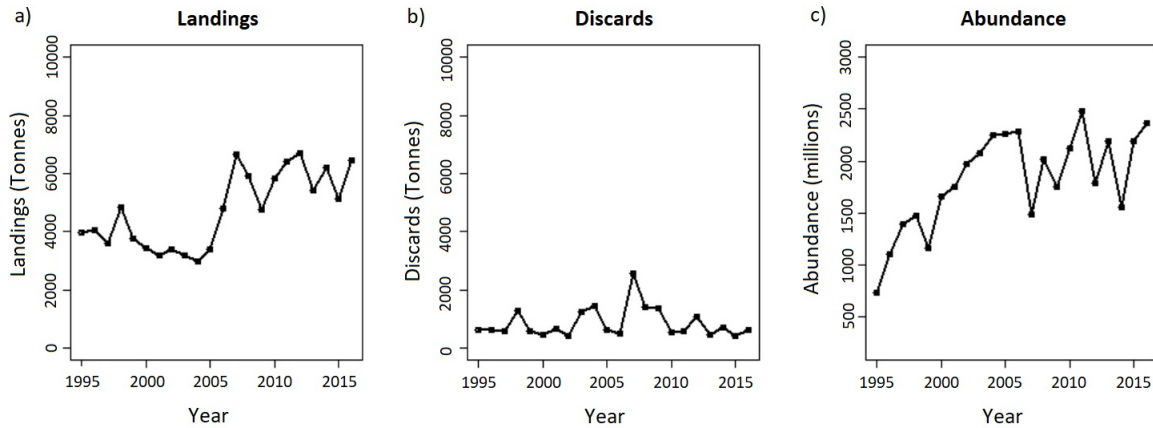 a) Landings
Landings (Tonnes)
10000
8000
6000
4000
2000
0
1995 2000 2005 2010 2015
Year
b) Discards
Discards (Tonnes)
10000
8000
6000
4000
2000
0
1995 2000 2005 2010 2015
Year
c) Abundance
Abundance (millions)
3000
2500
2000
1500
1000
500
1995 2000 2005 2010 2015
Year